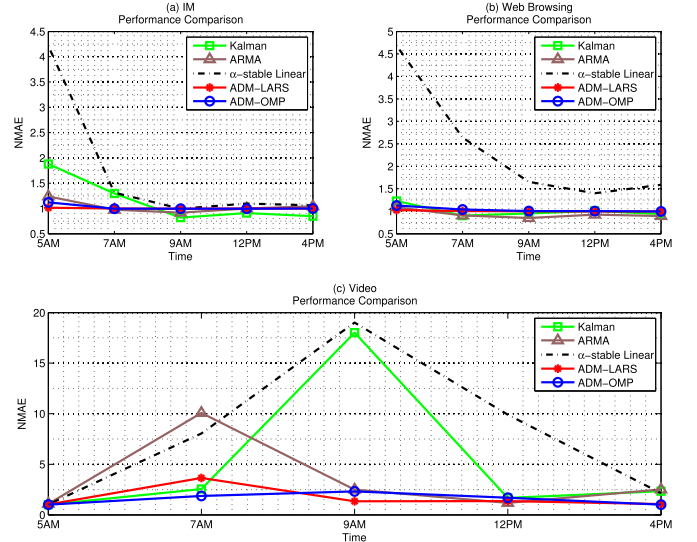 (a) IM
Performance Comparison
4.5
4
3.5
3
2.5
2
1.5
1
0.5
NMAE
Kalman
ARMA
α−stable Linear
ADM−LARS
ADM−OMP
5AM 7AM 9AM 12PM 4PM
Time
(b) Web Browsing
Performance Comparison
5
4.5
4
3.5
3
2.5
2
1.5
1
0.5
NMAE
Kalman
ARMA
α−stable Linear
ADM−LARS
ADM−OMP
5AM 7AM 9AM 12PM 4PM
Time
(c) Video
Performance Comparison
20
15
10
5
0
NMAE
Kalman
ARMA
α−stable Linear
ADM−LARS
ADM−OMP
5AM 7AM 9AM 12PM 4PM
Time